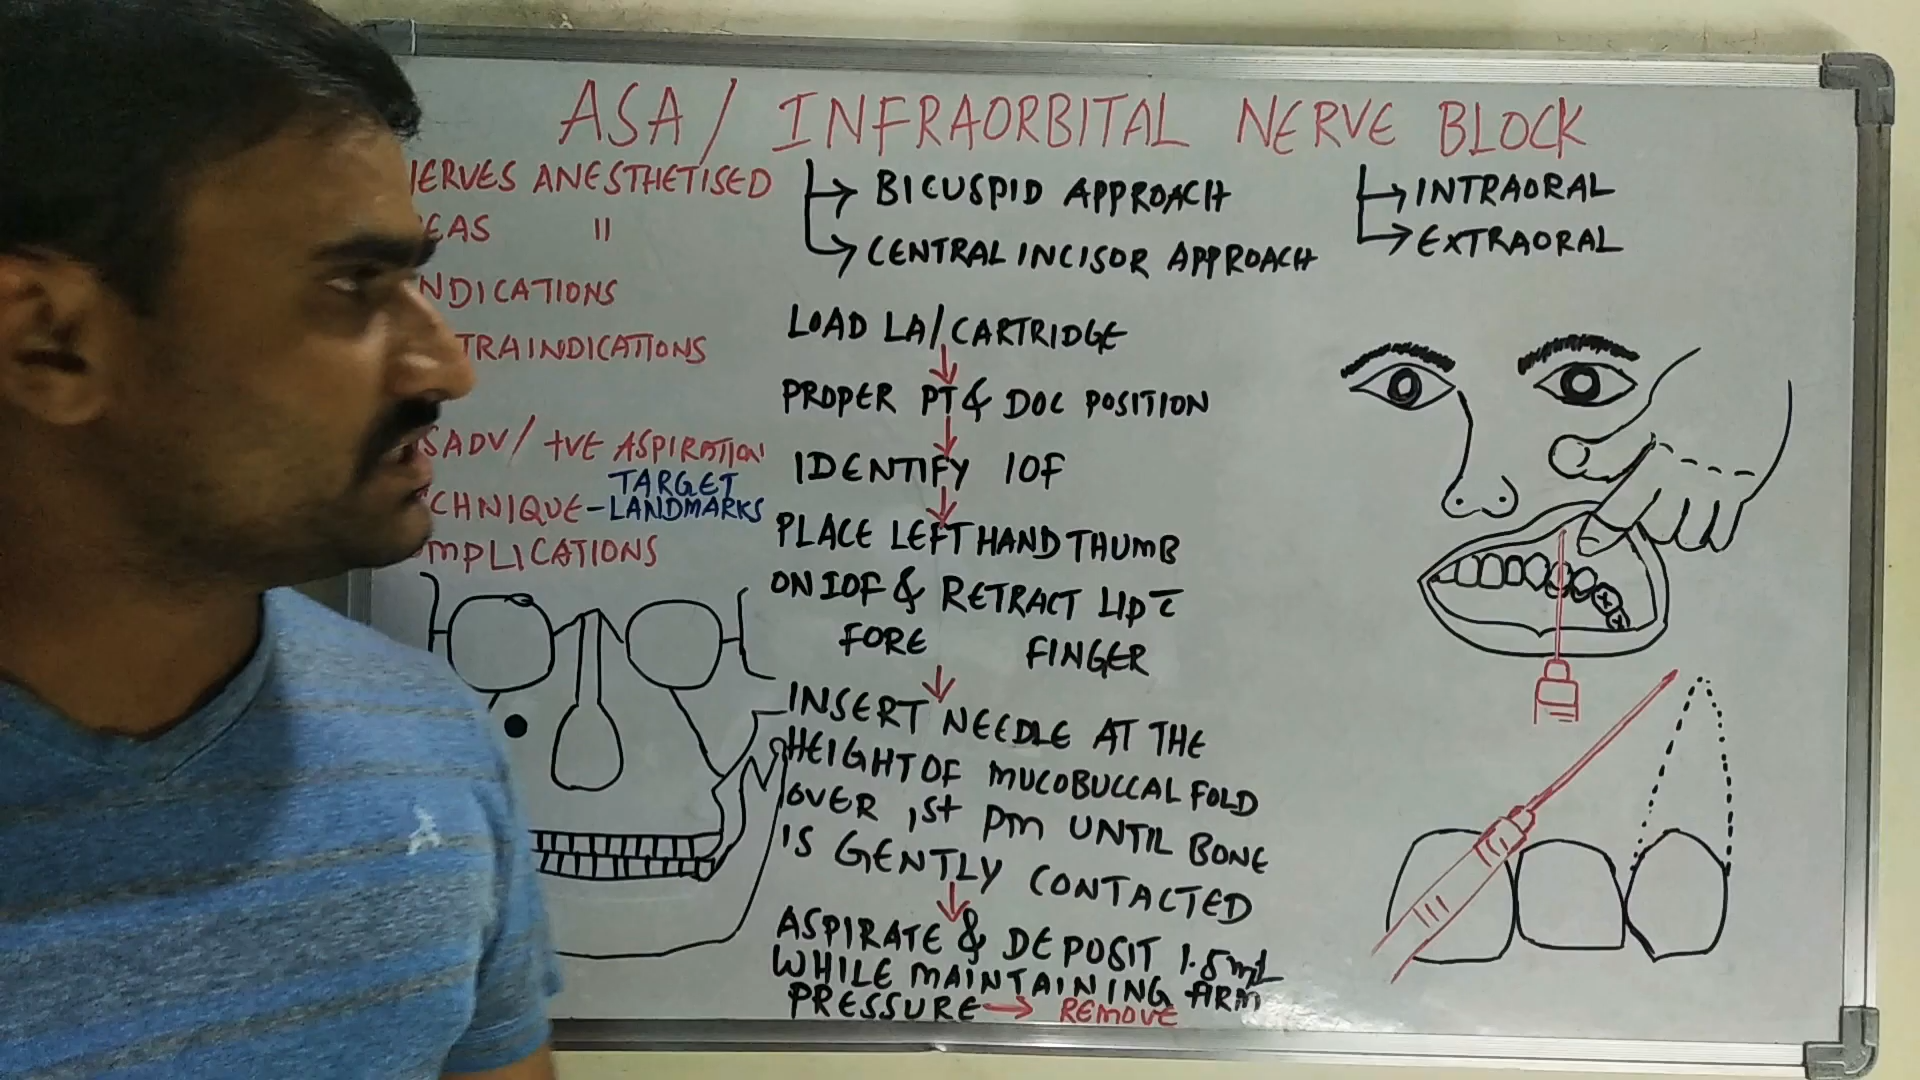 ASA / INFRAORBITAL NERVE BLOCK
NERVES ANESTHETISED
EAS "
NDICATIONS
TRAINDICATIONS
SADV/ +VE ASPIRATION
CHNIQUE - TARGET
LANDMARKS
OMPLICATIONS
BICUSPID APPROACH
CENTRAL INCISOR APPROACH
INTRAORAL
EXTRAORAL
LOAD LA/CARTRIDGE
PROPER PT & DOC POSITION
IDENTIFY IOF
PLACE LEFT HAND THUMB
ON IOF & RETRACT LIP c̄
FORE FINGER
INSERT NEEDLE AT THE
HEIGHT OF MUCOBUCCAL FOLD
OVER 1st PM UNTIL BONE
IS GENTLY CONTACTED
ASPIRATE & DEPOSIT 1.5mL
WHILE MAINTAINING FIRM
PRESSURE → REMOVE